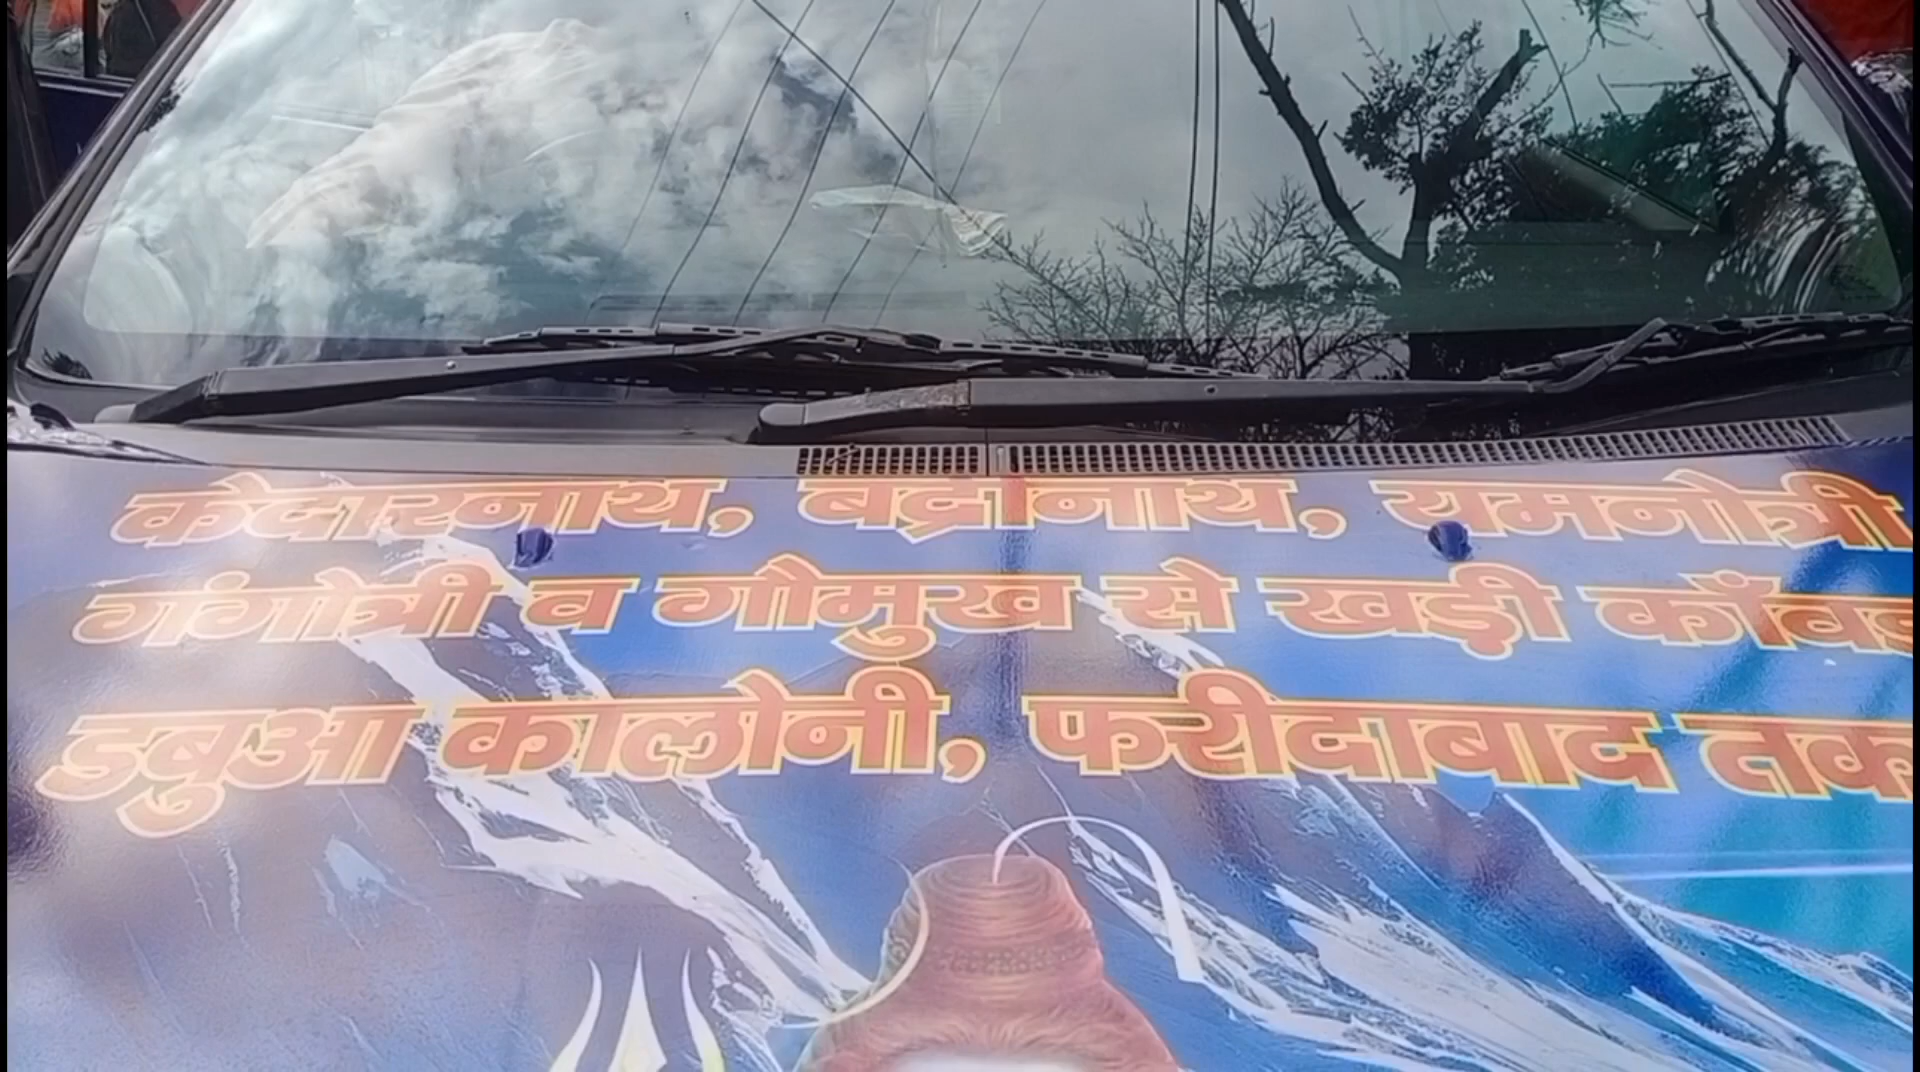 केदारनाथ, बद्रीनाथ, यमनोत्री
गंगोत्री व गौमुख से खड़ी काँवड़
डबुआ कालोनी, फरीदाबाद तक